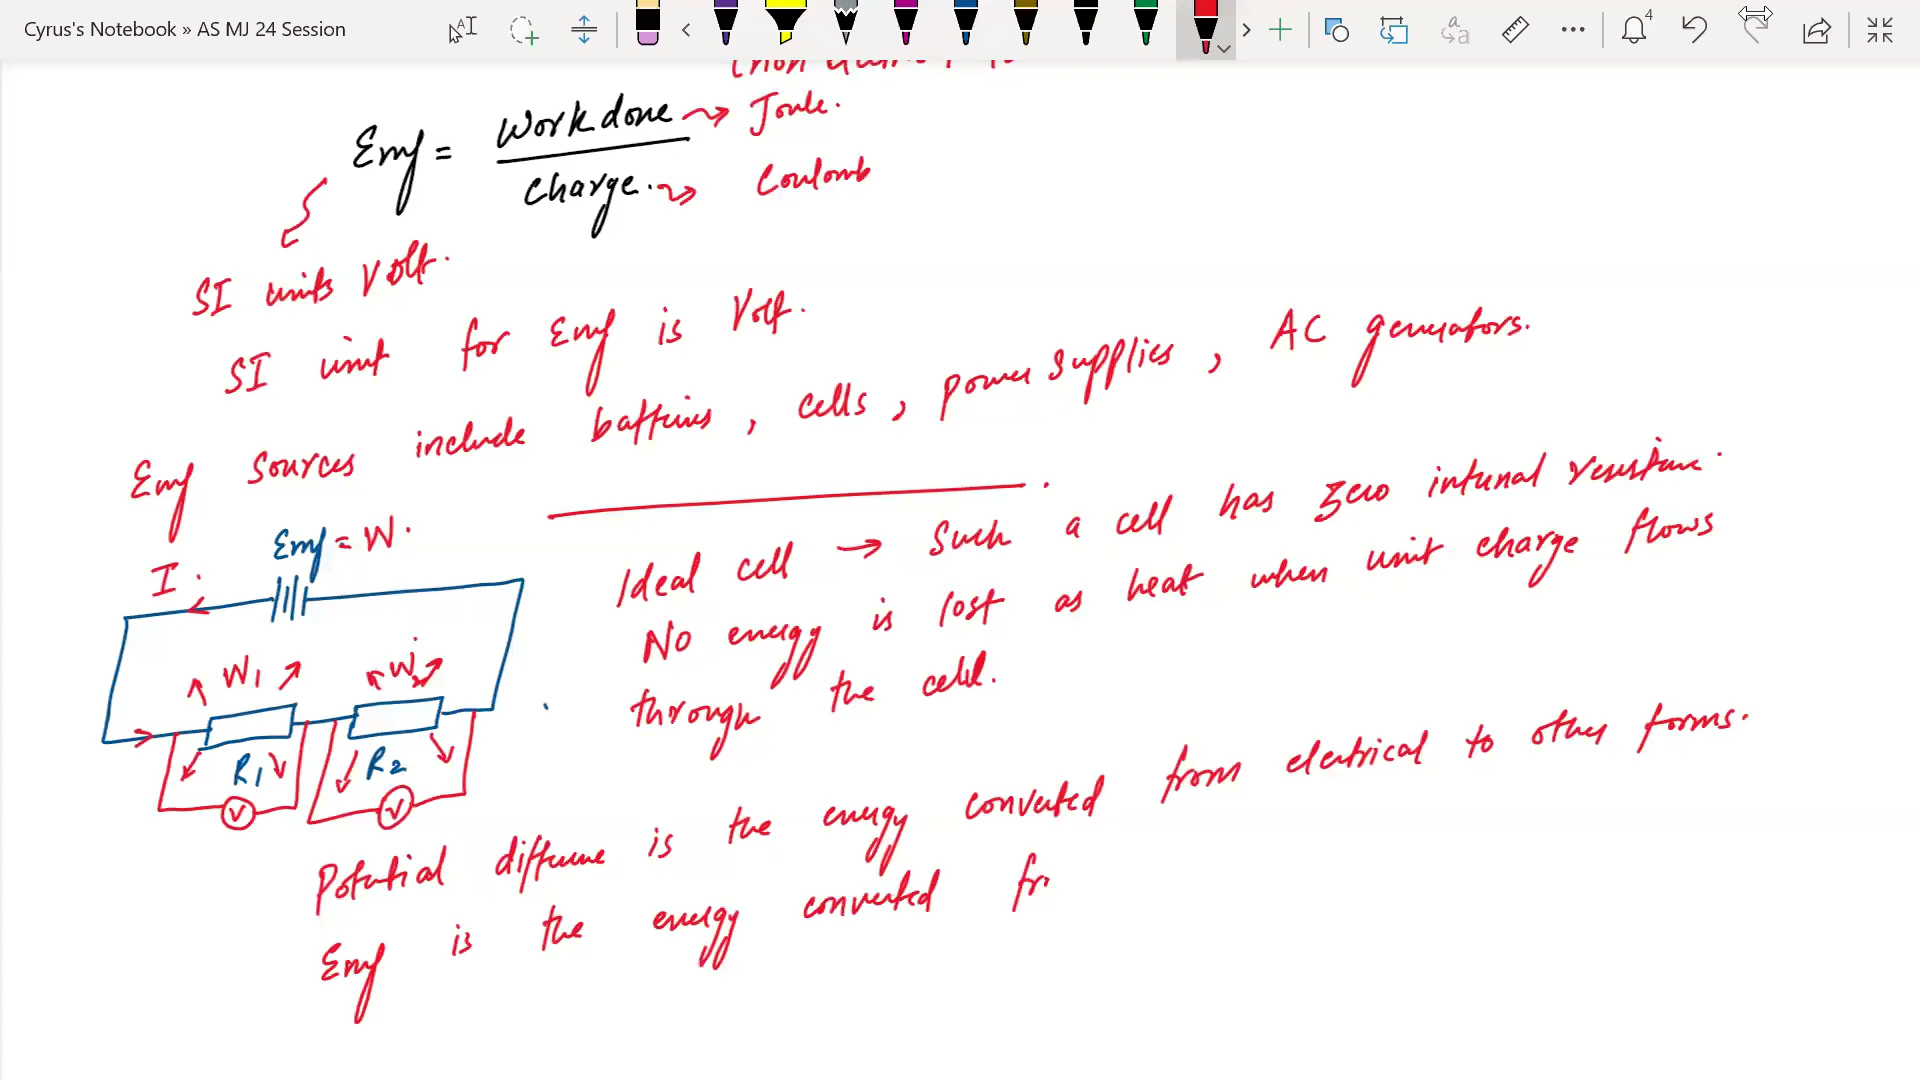 Cyrus's Notebook » AS MJ 24 Session
4
Emf = Work done → Joule.
Charge. → Coulomb
SI units Volt.
SI unit for Emf is Volt.
Emf sources include batteries, cells, power supplies, AC generators.
Emf = W.
I
W1 W2
R1 R2
V V
Ideal cell → Such a cell has zero internal resistance.
No energy is lost as heat when unit charge flows
through the cell.
Potential difference is the energy converted from electrical to other forms.
Emf is the energy converted fr